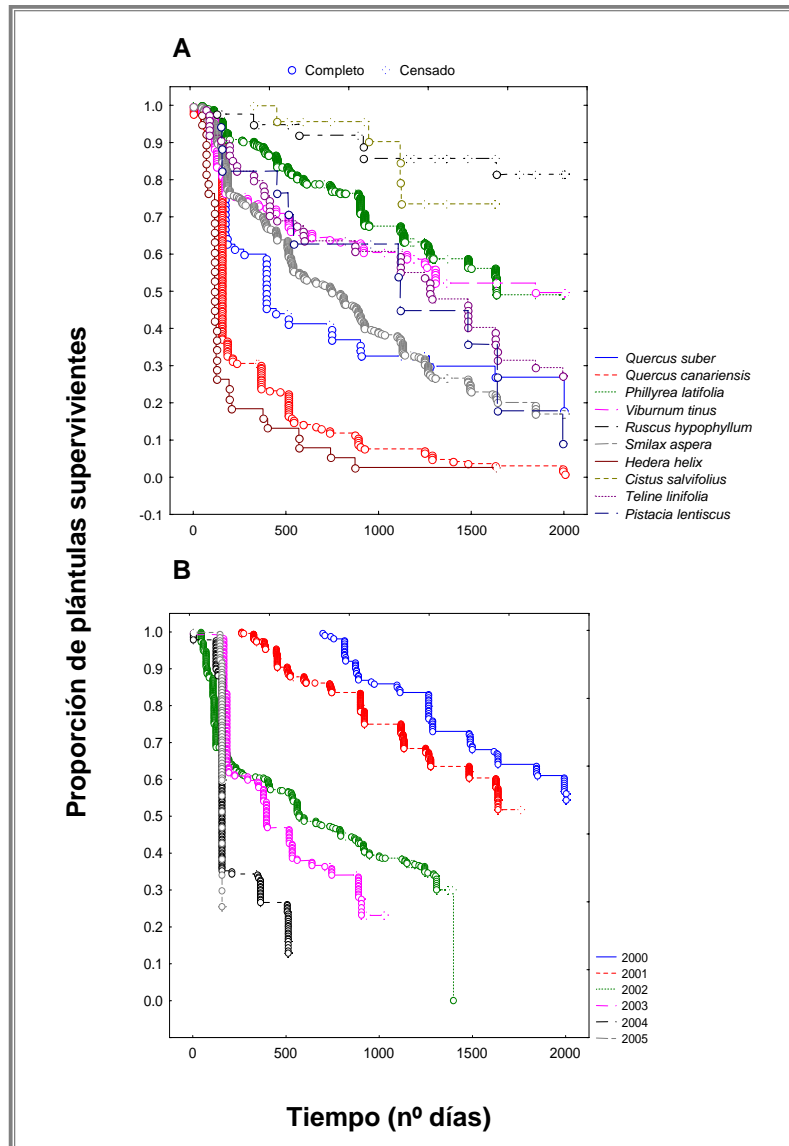 A
Completo Censado
1.0
0.9
0.8
0.7
0.6
0.5
0.4
0.3
0.2
0.1
0.0
-0.1
0 500 1000 1500 2000
Quercus suber
Quercus canariensis
Phillyrea latifolia
Viburnum tinus
Ruscus hypophyllum
Smilax aspera
Hedera helix
Cistus salvifolius
Teline linifolia
Pistacia lentiscus
Proporción de plántulas supervivientes
B
1.0
0.9
0.8
0.7
0.6
0.5
0.4
0.3
0.2
0.1
0.0
0 500 1000 1500 2000
2000
2001
2002
2003
2004
2005
Tiempo (nº días)